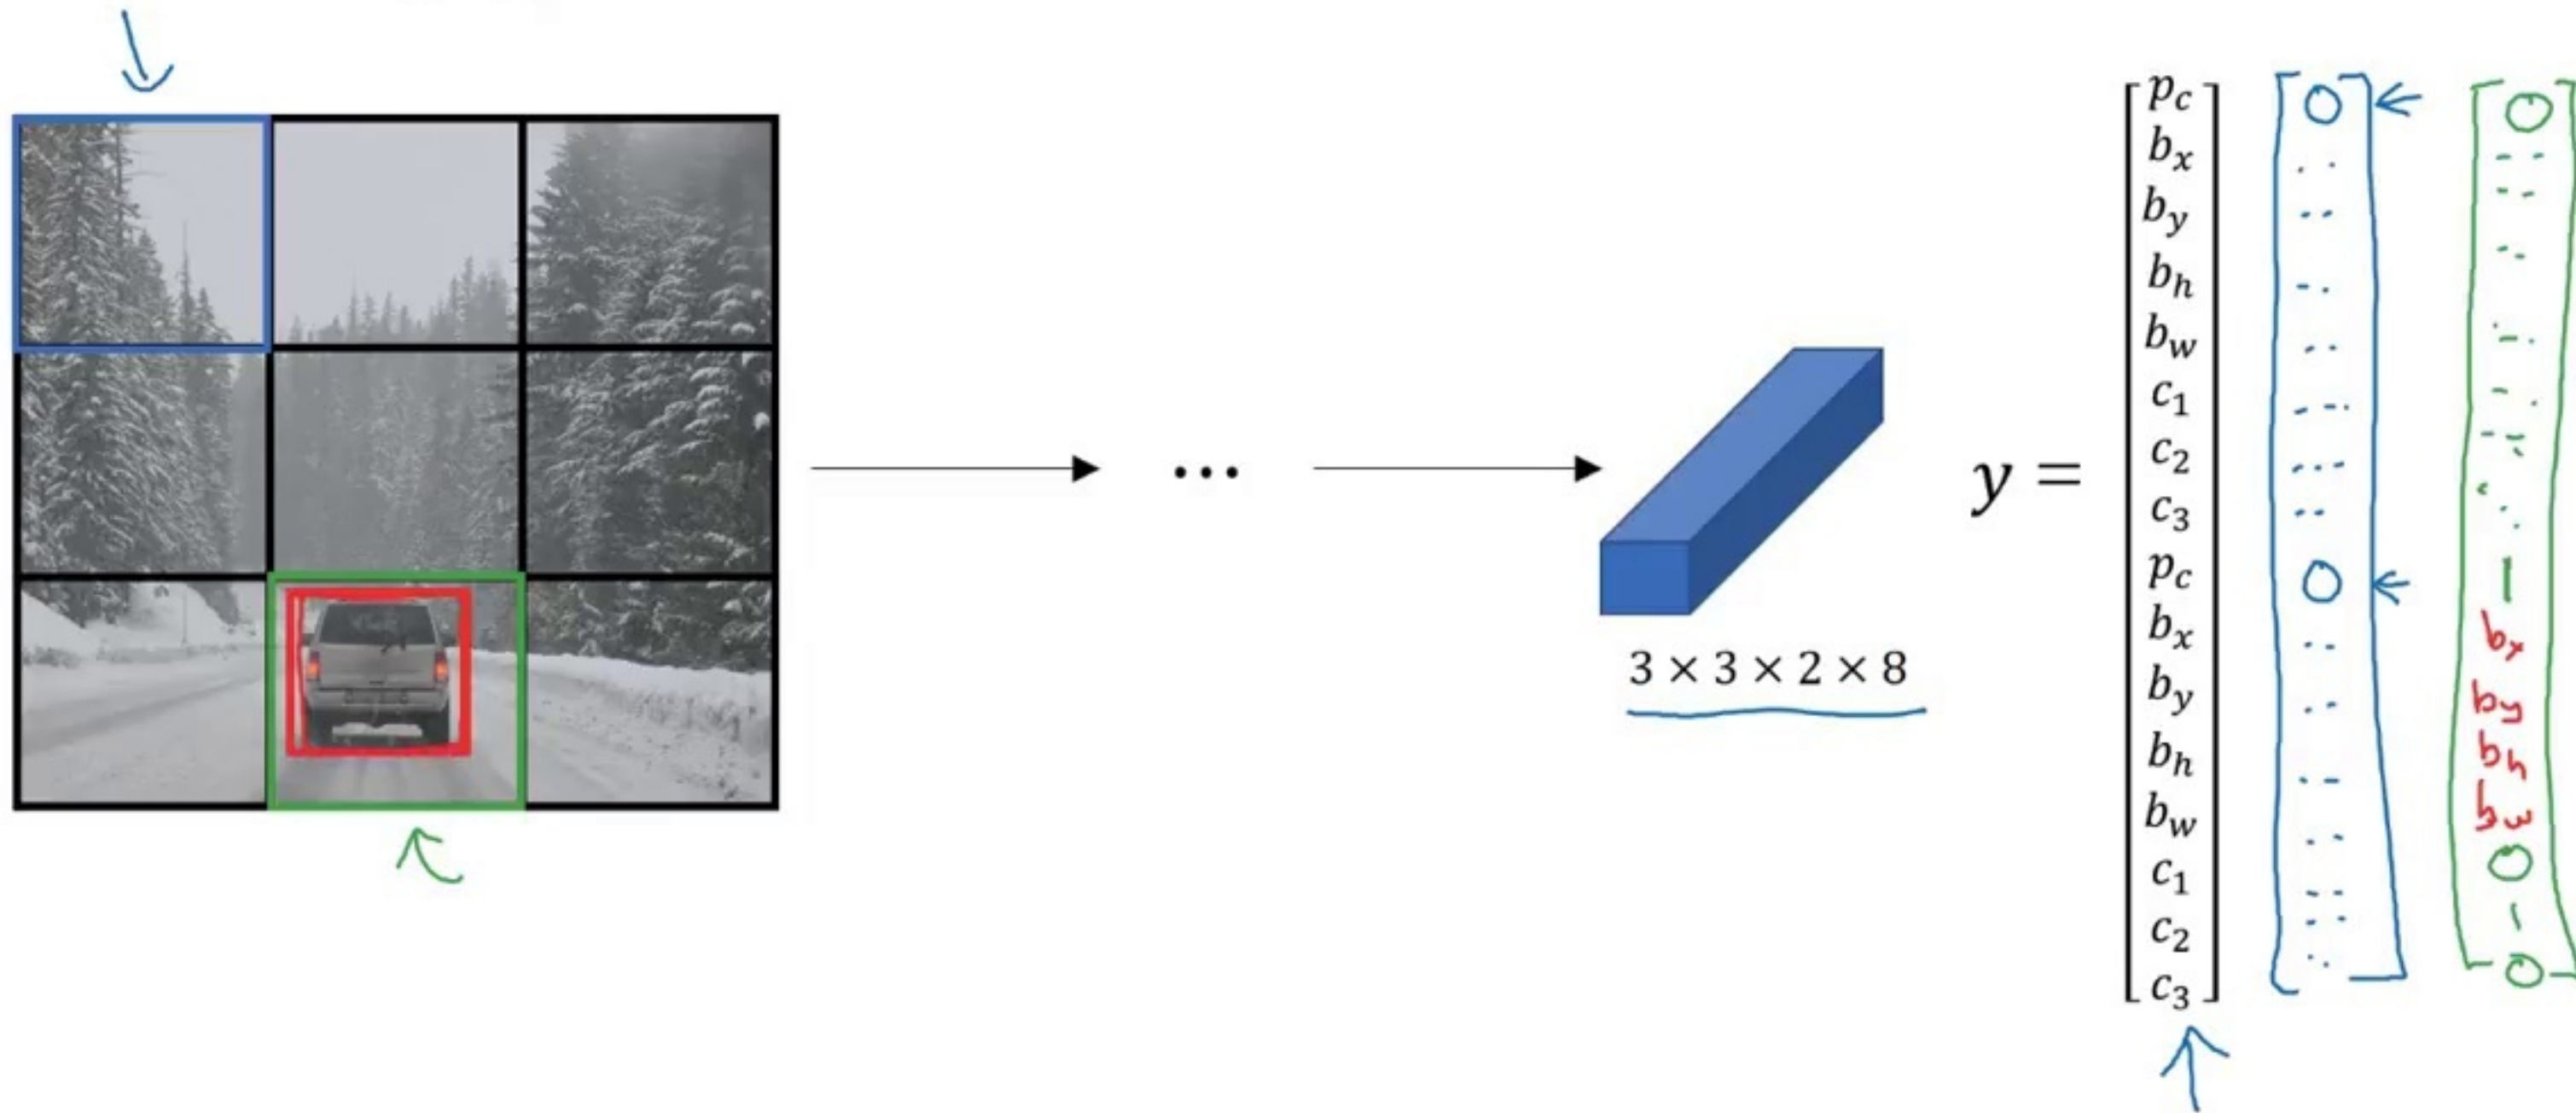 3 × 3 × 2 × 8
y =
p_c
b_x
b_y
b_h
b_w
c_1
c_2
c_3
p_c
b_x
b_y
b_h
b_w
c_1
c_2
c_3
0
0
0
1
b_x
b_y
b_h
b_w
0
1
0